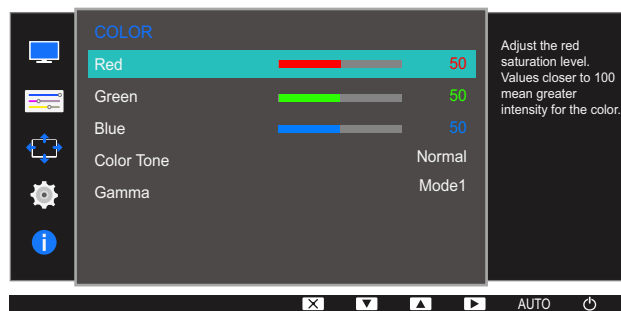 COLOR
Red 50
Green 50
Blue 50
Color Tone Normal
Gamma Mode1
Adjust the red
saturation level.
Values closer to 100
mean greater
intensity for the color.
AUTO